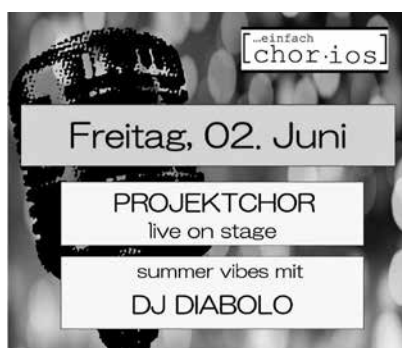 ...einfach
[chor·ios]
Freitag, 02. Juni
PROJEKTCHOR
live on stage
summer vibes mit
DJ DIABOLO